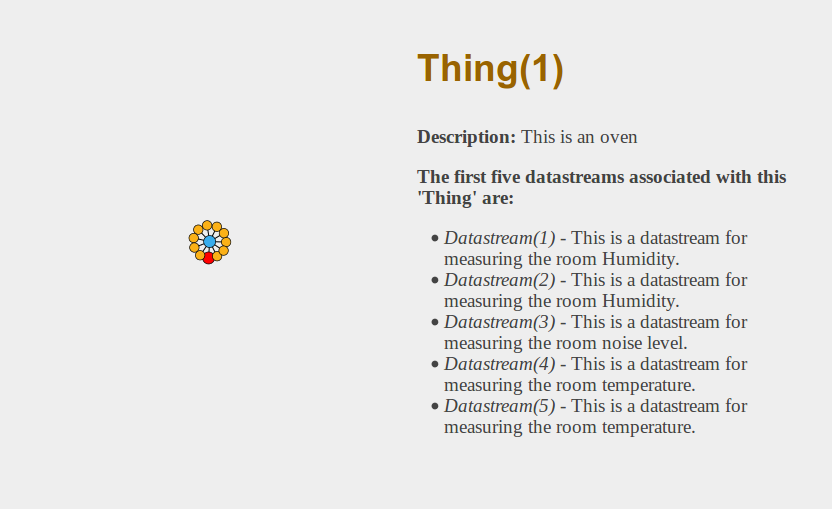 Thing(1)
Description: This is an oven
The first five datastreams associated with this
'Thing' are:
• Datastream(1) - This is a datastream for
measuring the room Humidity.
• Datastream(2) - This is a datastream for
measuring the room Humidity.
• Datastream(3) - This is a datastream for
measuring the room noise level.
• Datastream(4) - This is a datastream for
measuring the room temperature.
• Datastream(5) - This is a datastream for
measuring the room temperature.